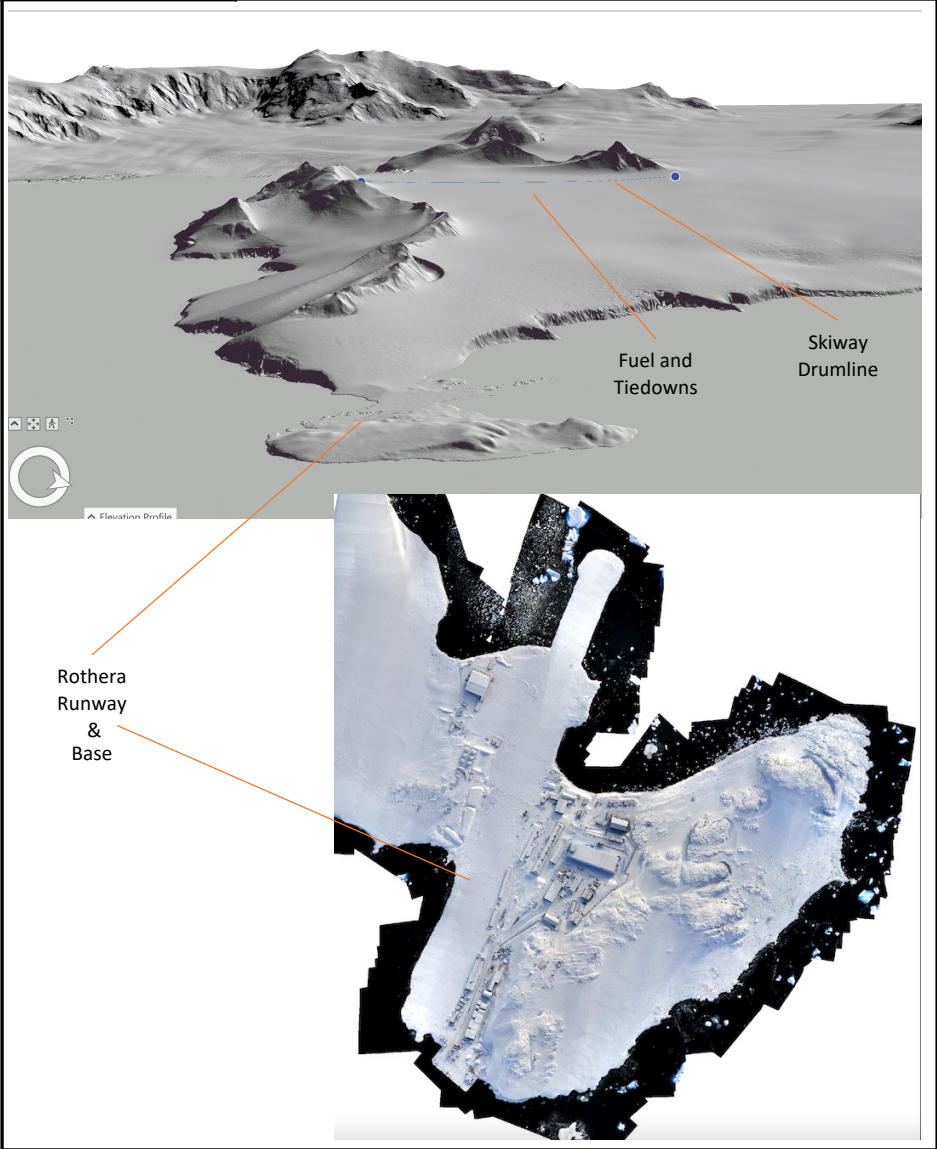 Fuel and
Tiedowns
Skiway
Drumline
Elevation Profile
Rothera
Runway
&
Base